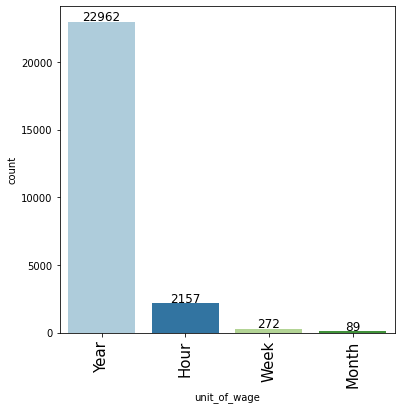 22962
20000
15000
10000
5000
0
count
2157
272
89
Year
Hour
Week
Month
unit_of_wage